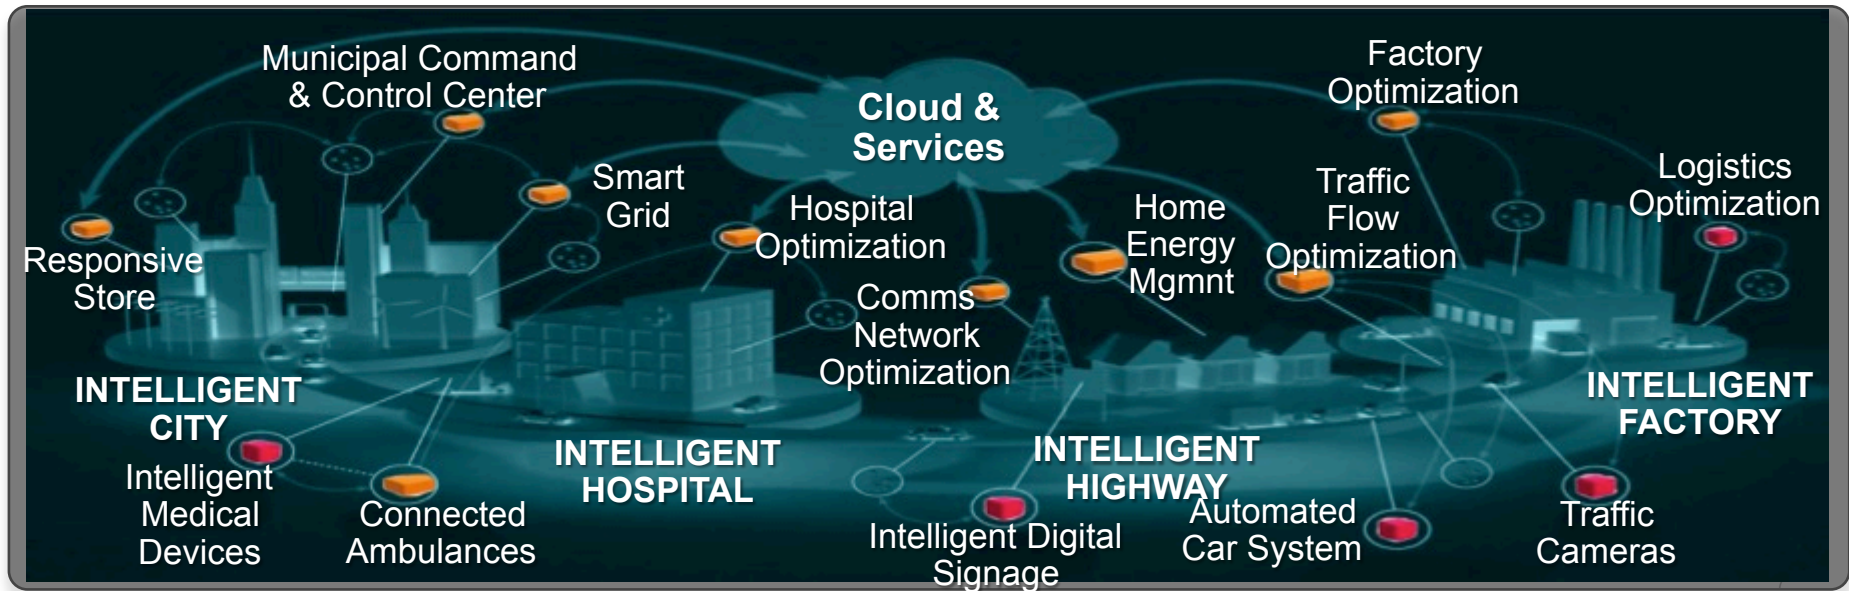 Municipal Command
& Control Center
Factory
Optimization
Cloud &
Services
Smart
Grid
Logistics
Optimization
Traffic
Flow
Optimization
Hospital
Optimization
Home
Energy
Mgmnt
Responsive
Store
Comms
Network
Optimization
INTELLIGENT
CITY
INTELLIGENT
FACTORY
INTELLIGENT
HOSPITAL
INTELLIGENT
HIGHWAY
Intelligent
Medical
Devices
Connected
Ambulances
Intelligent Digital
Signage
Automated
Car System
Traffic
Cameras